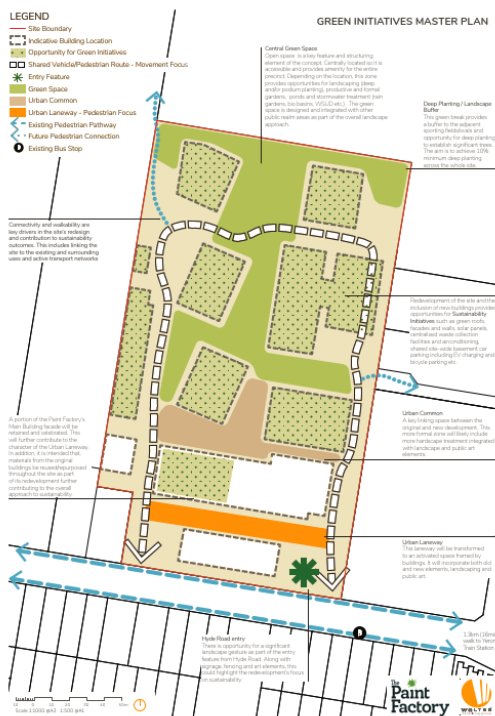 LEGEND
GREEN INITIATIVES MASTER PLAN
Site Boundary
Indicative Building Location
Opportunity for Green Initiatives
Shared Vehicle/Pedestrian Route - Movement Focus
Entry Feature
Green Space
Urban Common
Urban Laneway - Pedestrian Focus
Existing Pedestrian Pathway
Future Pedestrian Connection
Existing Bus Stop
Central Green Space
Open space is a key feature and structuring
element of the concept. Centrally located so it is
accessible and provides amenity for the entire
precinct. Depending on the location, this zone
provides opportunities for landscaping (deep
and/or podium planting), productive and formal
gardens, ponds and stormwater treatment (rain
gardens, bio basins, WSUD etc.). The green
space is designed and integrated with other
public realm areas as part of the overall landscape
approach.
Deep Planting / Landscape
Buffer
This green break provides
a buffer to the adjacent
sporting fields/ovals and
opportunity for deep planting
to establish significant trees.
The aim is to achieve 10%
minimum deep planting
across the whole site.
Connectivity and walkability are
key drivers in the site's redesign
and contribution to sustainability
outcomes. This includes linking the
site to the existing and surrounding
uses and active transport networks
Redevelopment of the site and the
inclusion of new buildings provides
opportunities for Sustainability
Initiatives such as green roofs,
facades and walls, solar panels,
centralised waste collection
facilities and airconditioning,
shared site-wide basement car
parking including EV charging and
bicycle parking etc.
A portion of the Paint Factory's
Main Building facade will be
retained and celebrated. This
will further contribute to the
character of the Urban Laneway.
In addition, it is intended that,
materials from the original
buildings be reused/repurposed
throughout the site as part
of its redevelopment further
contributing to the overall
approach to sustainability.
Urban Common
A key linking space between the
original and new development. This
more formal zone will likely include
more hardscape treatment integrated
with landscape and public art
elements.
Urban Laneway
This laneway will be transformed
to an activated space framed by
buildings. It will incorporate both old
and new elements, landscaping and
public art.
Hyde Road entry
There is opportunity for a significant
landscape gesture as part of the entry
feature from Hyde Road. Along with
signage, fencing and art elements, this
could highlight the redevelopment's focus
on sustainability.
1.3km (16min
walk to Yeron
Train Station
The
Paint
Factory
WALTER